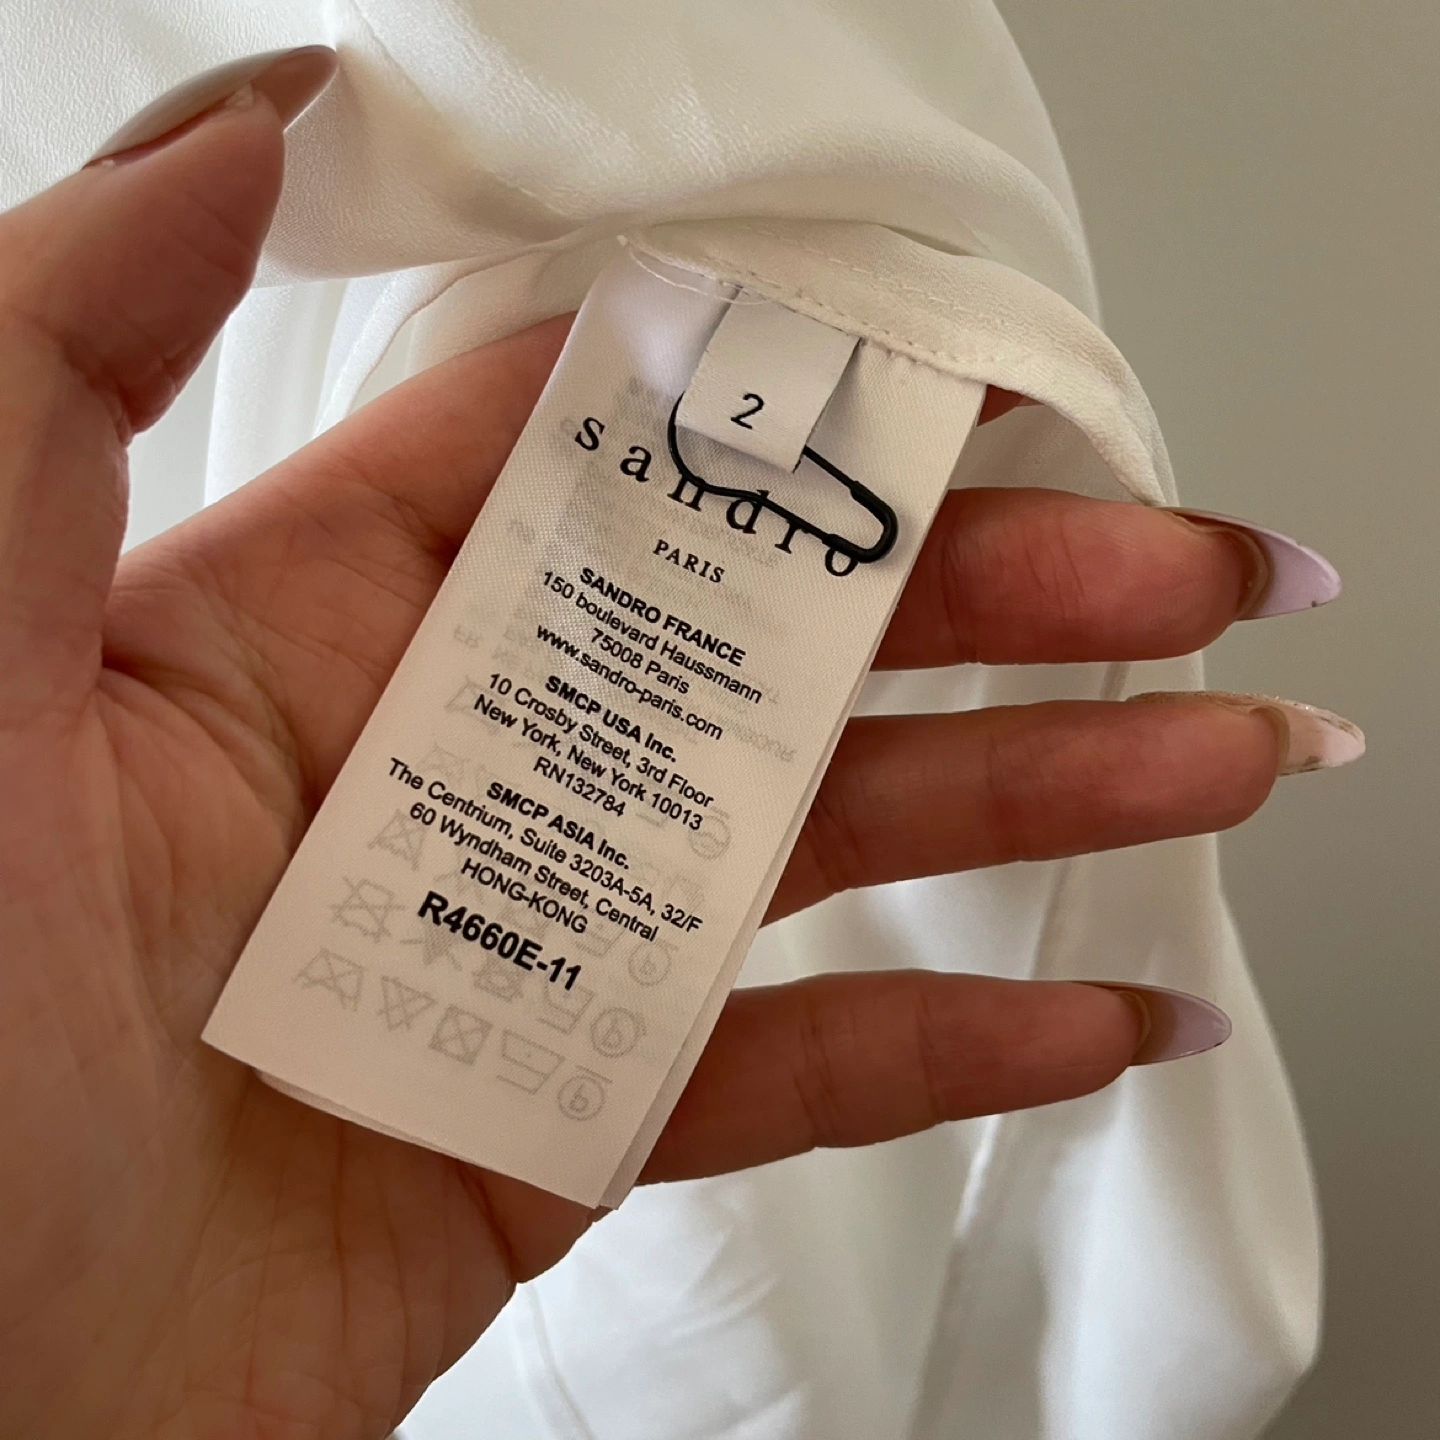 2
sandro
PARIS
SANDRO FRANCE
150 boulevard Haussmann
75008 Paris
www.sandro-paris.com
SMCP USA Inc.
10 Crosby Street, 3rd Floor
New York, New York 10013
RN132784
SMCP ASIA Inc.
The Centrium, Suite 3203A-5A, 32/F
60 Wyndham Street, Central
HONG-KONG
R4660E-11